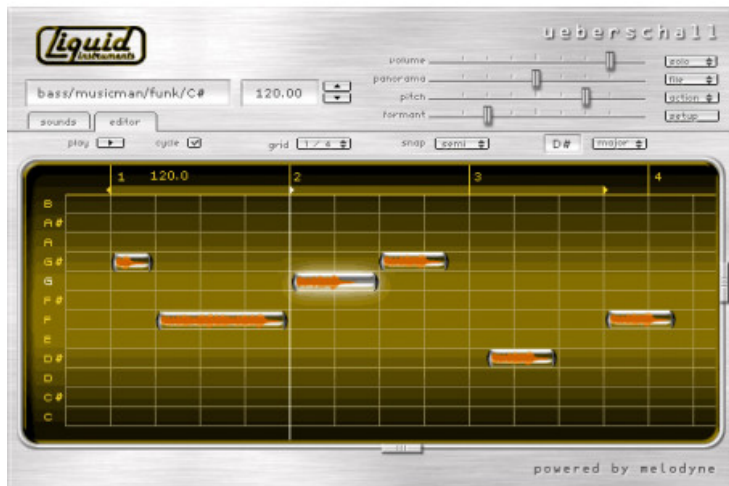 Liquid
instruments
ueberschall
volume
solo
panorama
file
bass/musicman/funk/C#
120.00
pitch
action
formant
setup
sounds
editor
play
cycle
grid
1 / 4
snap
semi
D#
major
1
120.0
2
3
4
B
A#
A
G#
G
F#
F
E
D#
D
C#
C
powered by melodyne